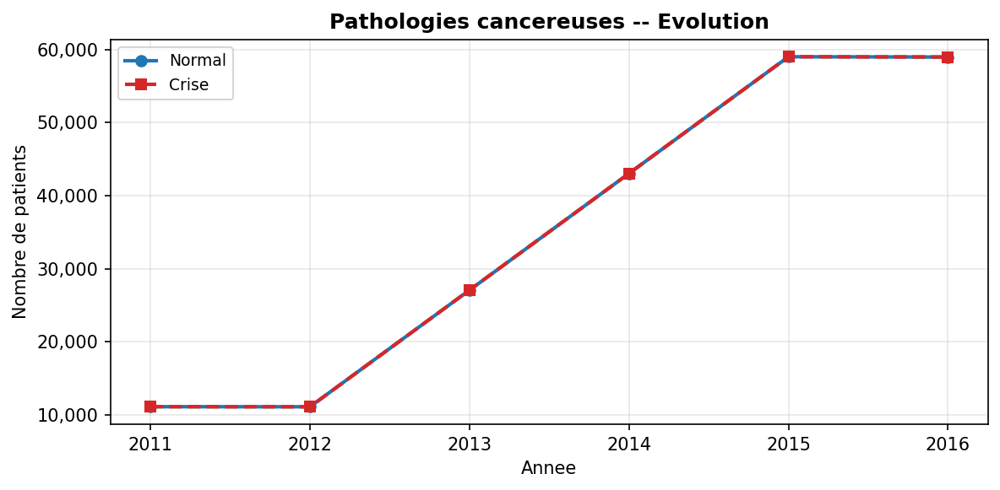 Pathologies cancereuses -- Evolution
Normal
Crise
Nombre de patients
60,000
50,000
40,000
30,000
20,000
10,000
2011 2012 2013 2014 2015 2016
Annee